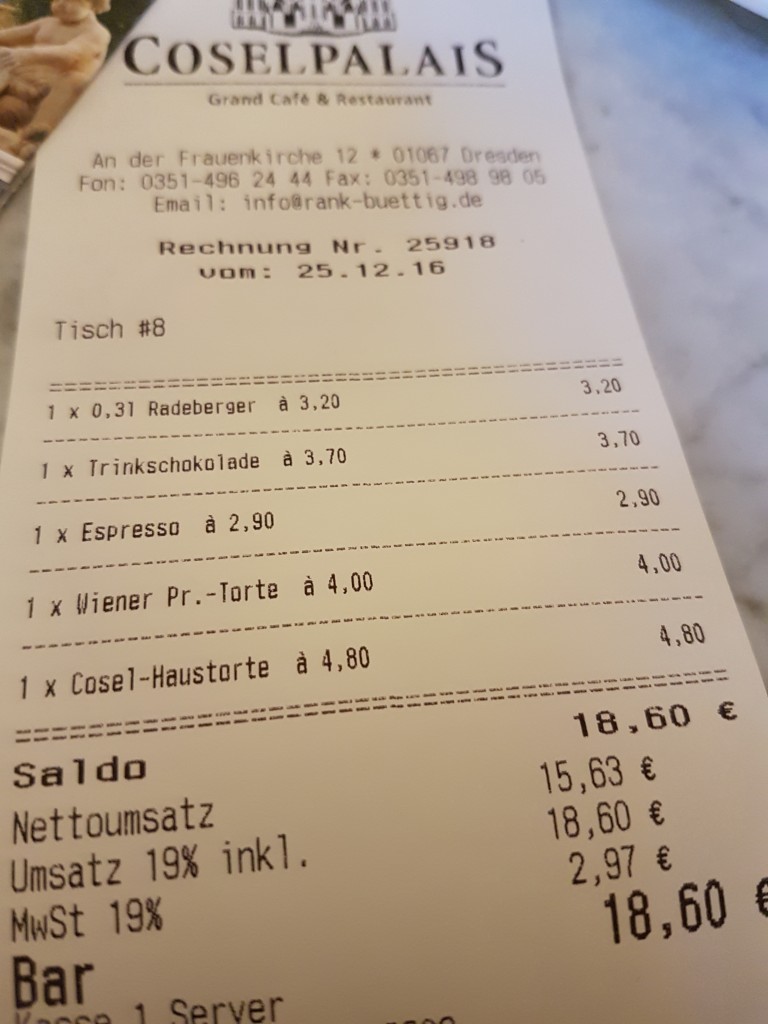 COSELPALAIS
Grand Café & Restaurant
An der Frauenkirche 12 * 01067 Dresden
Fon: 0351-496 24 44 Fax: 0351-498 98 05
Email: info@rank-buettig.de
Rechnung Nr. 25918
vom: 25.12.16
Tisch #8
1 x 0,3l Radeberger à 3,20 3,20
1 x Trinkschokolade à 3,70 3,70
1 x Espresso à 2,90 2,90
1 x Wiener Pr.-Torte à 4,00 4,00
1 x Cosel-Haustorte à 4,80 4,80
Saldo 18,60 €
Nettoumsatz 15,63 €
Umsatz 19% inkl. 18,60 €
MwSt 19% 2,97 €
Bar 18,60 €
Kasse 1 Server